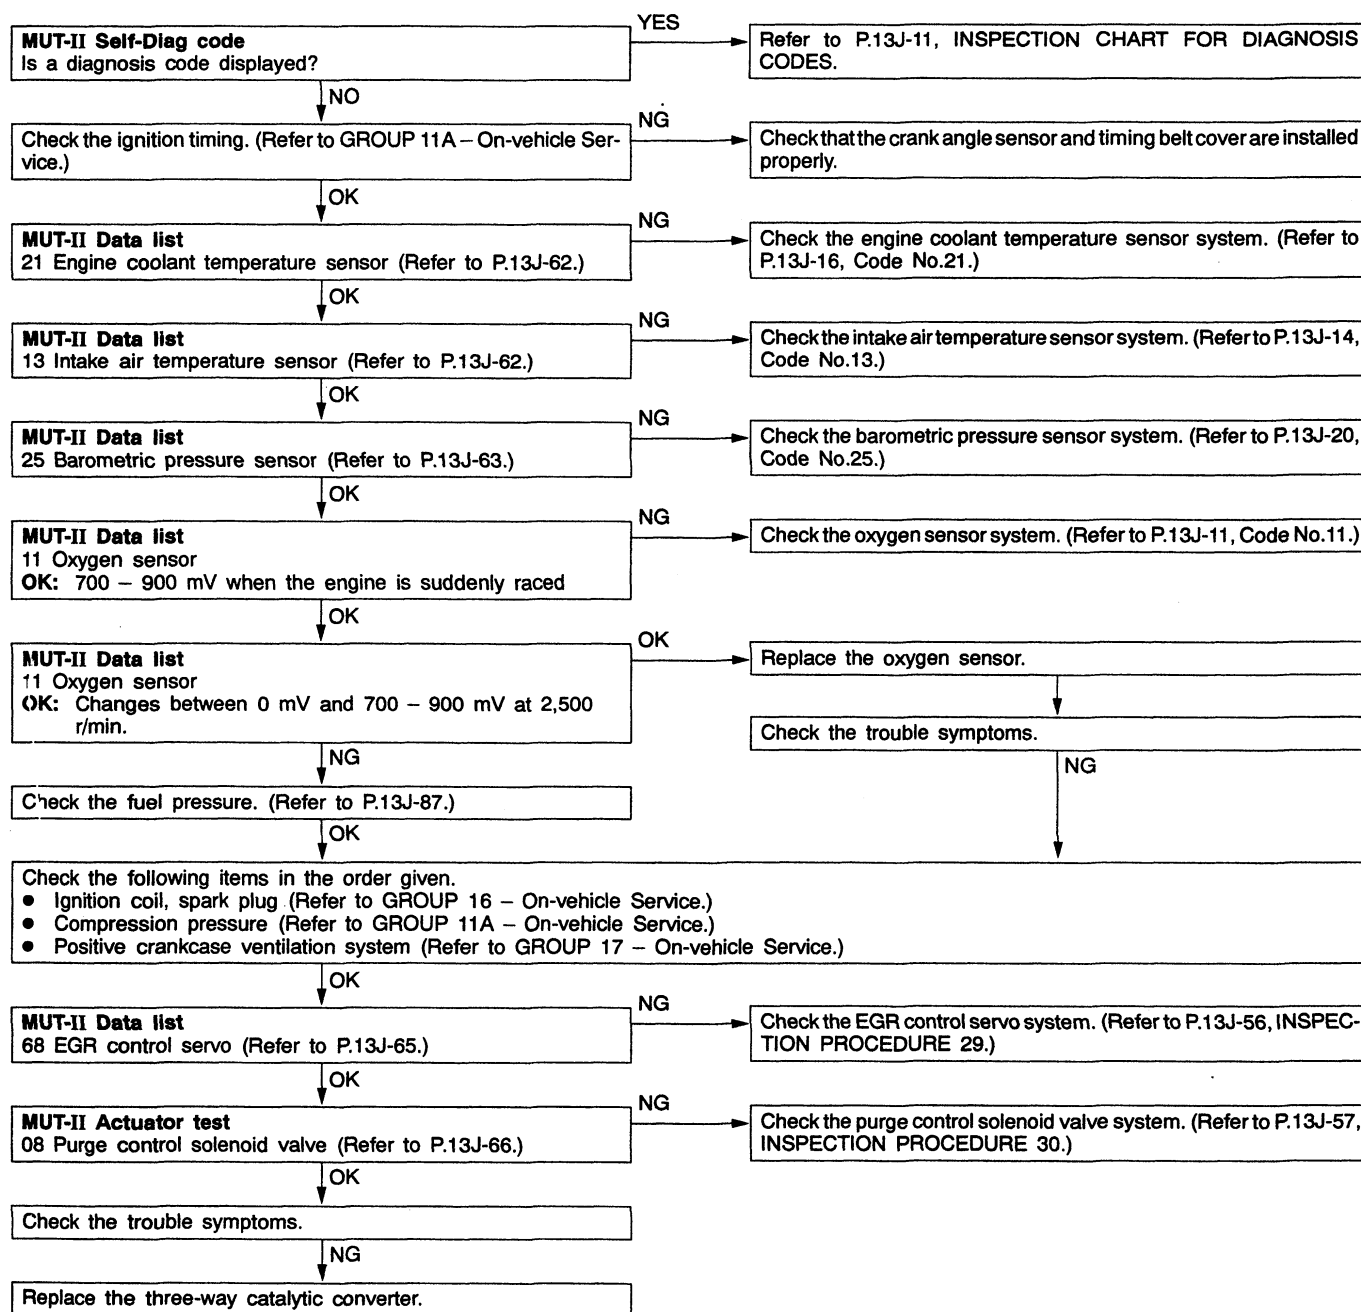 MUT-II Self-Diag code
Is a diagnosis code displayed?
YES
Refer to P.13J-11, INSPECTION CHART FOR DIAGNOSIS
CODES.
NO
Check the ignition timing. (Refer to GROUP 11A – On-vehicle Ser-
vice.)
NG
Check that the crank angle sensor and timing belt cover are installed
properly.
OK
MUT-II Data list
21 Engine coolant temperature sensor (Refer to P.13J-62.)
NG
Check the engine coolant temperature sensor system. (Refer to
P.13J-16, Code No.21.)
OK
MUT-II Data list
13 Intake air temperature sensor (Refer to P.13J-62.)
NG
Check the intake air temperature sensor system. (Refer to P.13J-14,
Code No.13.)
OK
MUT-II Data list
25 Barometric pressure sensor (Refer to P.13J-63.)
NG
Check the barometric pressure sensor system. (Refer to P.13J-20,
Code No.25.)
OK
MUT-II Data list
11 Oxygen sensor
OK: 700 – 900 mV when the engine is suddenly raced
NG
Check the oxygen sensor system. (Refer to P.13J-11, Code No.11.)
OK
MUT-II Data list
11 Oxygen sensor
OK: Changes between 0 mV and 700 – 900 mV at 2,500
r/min.
OK
Replace the oxygen sensor.
Check the trouble symptoms.
NG
NG
Check the fuel pressure. (Refer to P.13J-87.)
OK
Check the following items in the order given.
● Ignition coil, spark plug (Refer to GROUP 16 – On-vehicle Service.)
● Compression pressure (Refer to GROUP 11A – On-vehicle Service.)
● Positive crankcase ventilation system (Refer to GROUP 17 – On-vehicle Service.)
OK
MUT-II Data list
68 EGR control servo (Refer to P.13J-65.)
NG
Check the EGR control servo system. (Refer to P.13J-56, INSPEC-
TION PROCEDURE 29.)
OK
MUT-II Actuator test
08 Purge control solenoid valve (Refer to P.13J-66.)
NG
Check the purge control solenoid valve system. (Refer to P.13J-57,
INSPECTION PROCEDURE 30.)
OK
Check the trouble symptoms.
NG
Replace the three-way catalytic converter.